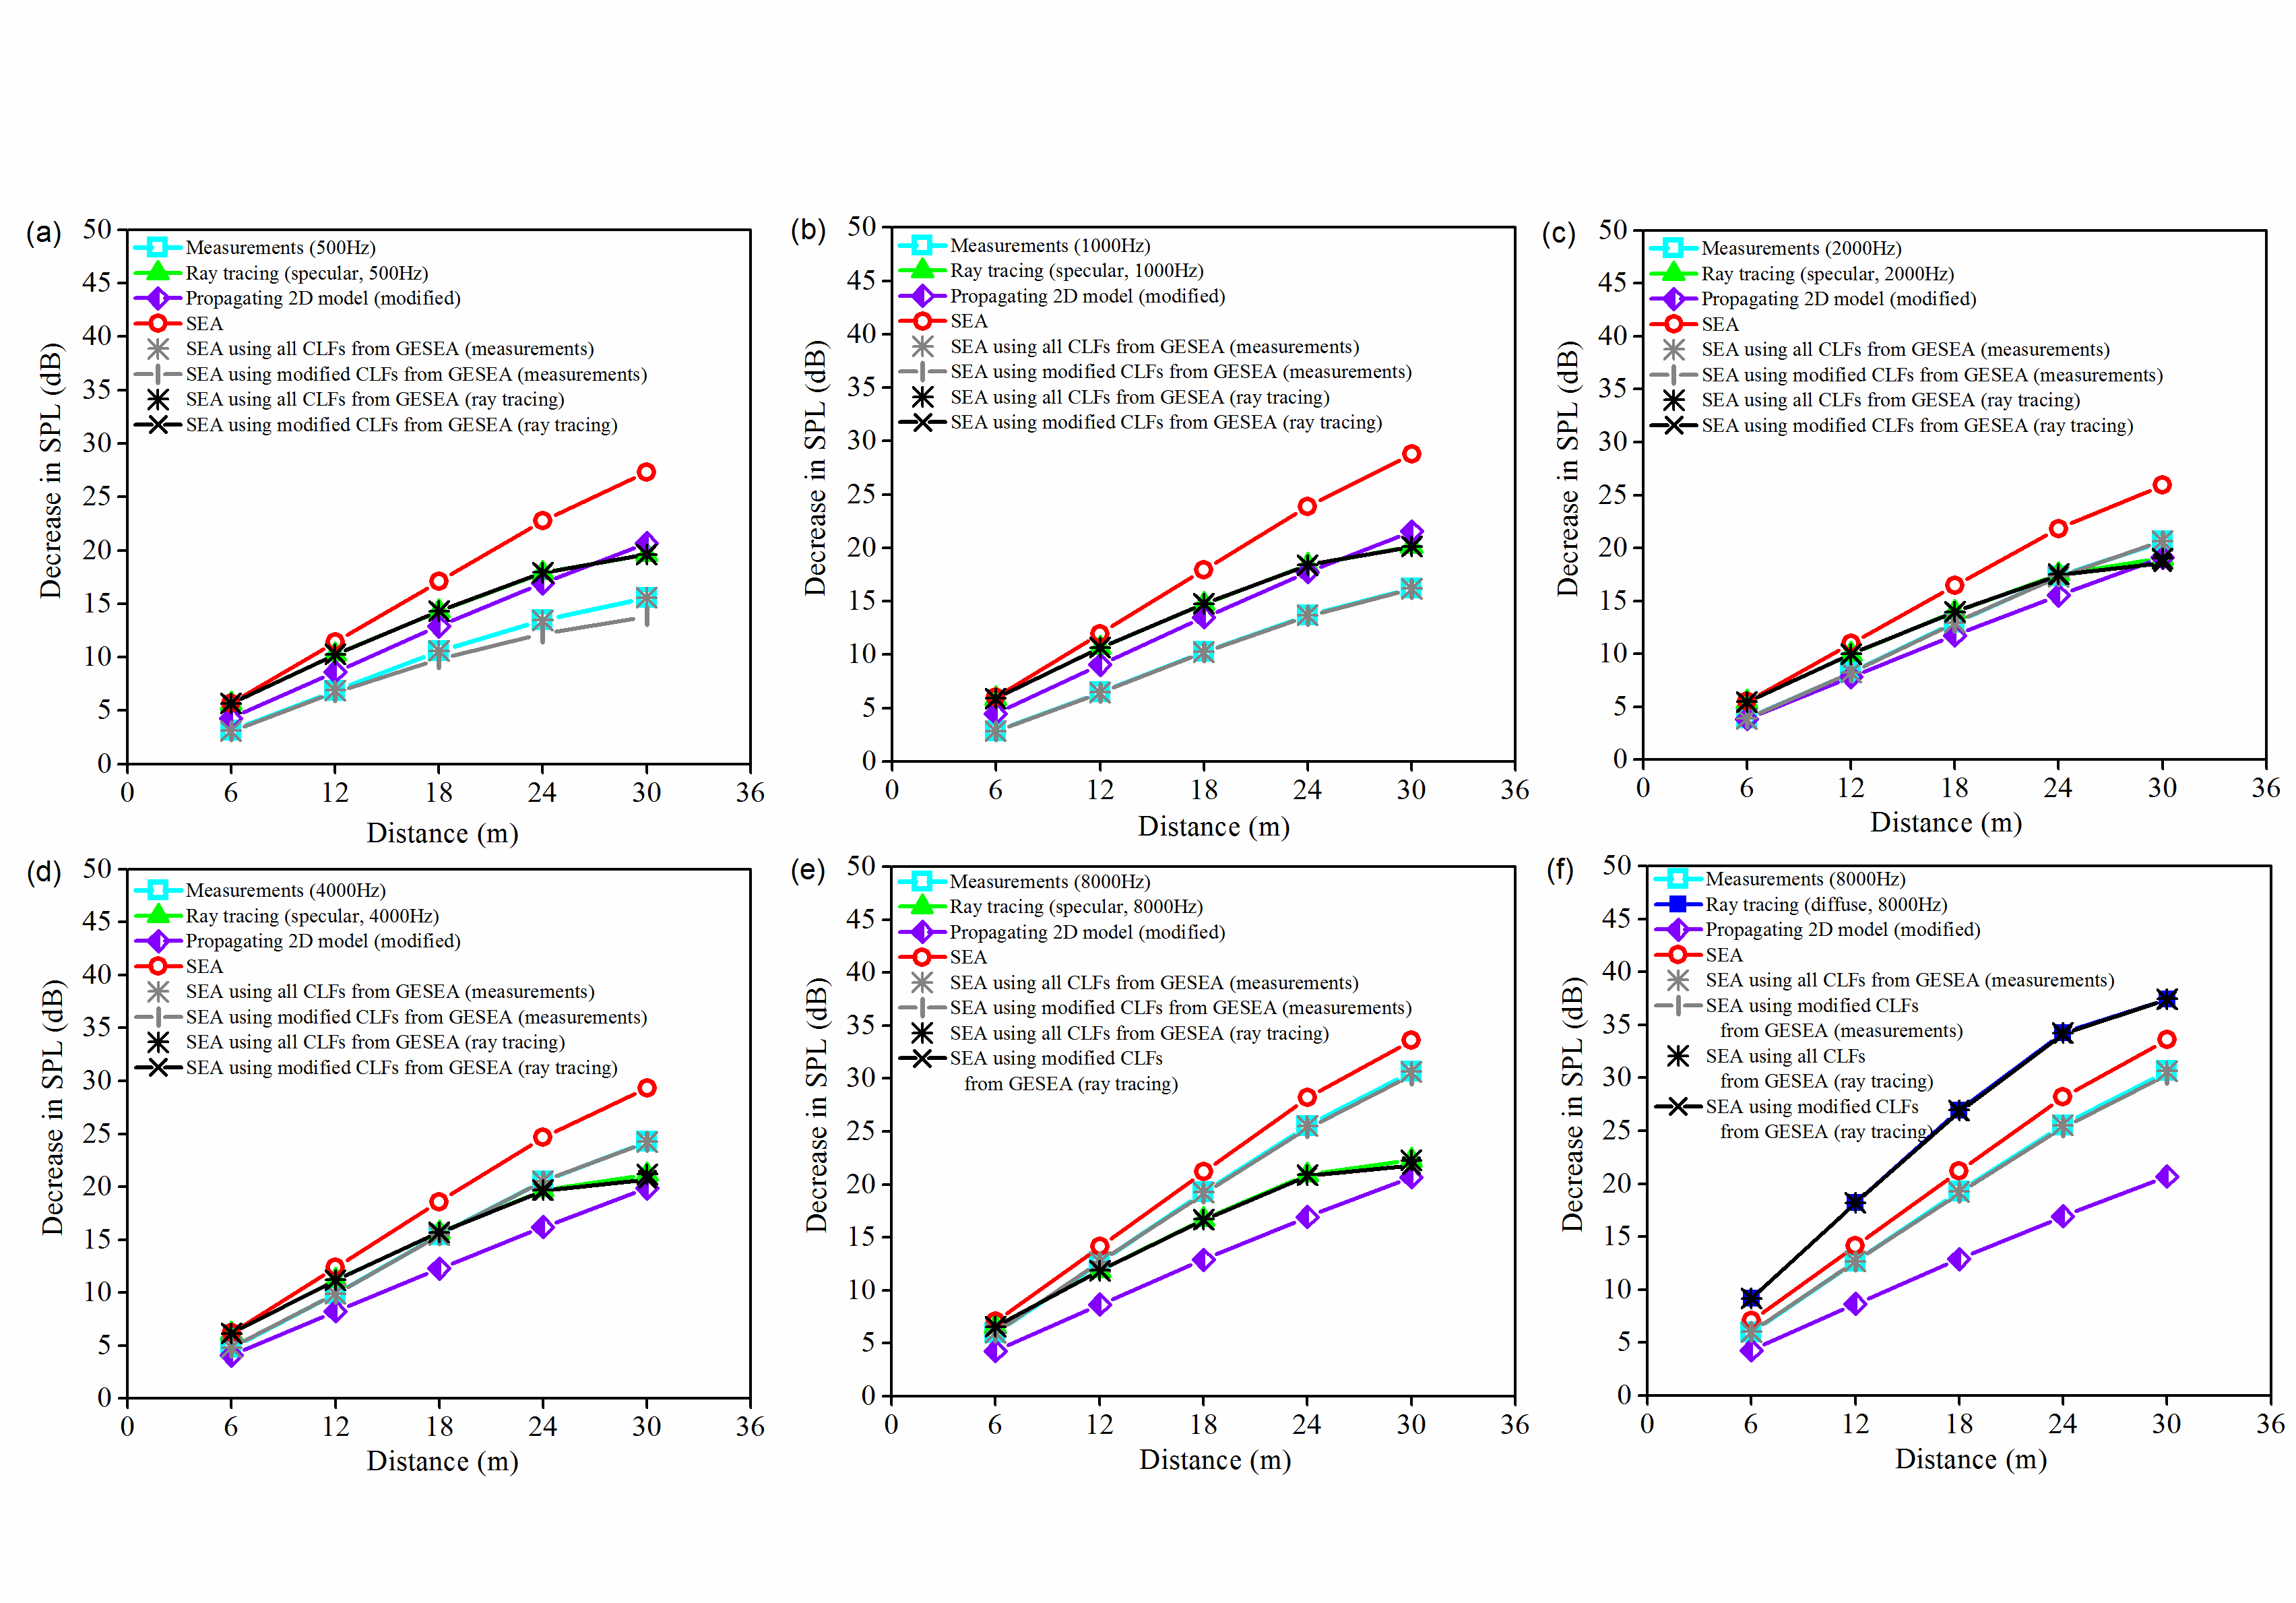 (a)
50
45
40
35
30
25
20
15
10
5
0
Decrease in SPL (dB)
Measurements (500Hz)
Ray tracing (specular, 500Hz)
Propagating 2D model (modified)
SEA
SEA using all CLFs from GESEA (measurements)
SEA using modified CLFs from GESEA (measurements)
SEA using all CLFs from GESEA (ray tracing)
SEA using modified CLFs from GESEA (ray tracing)
0 6 12 18 24 30 36
Distance (m)
(b)
50
45
40
35
30
25
20
15
10
5
0
Decrease in SPL (dB)
Measurements (1000Hz)
Ray tracing (specular, 1000Hz)
Propagating 2D model (modified)
SEA
SEA using all CLFs from GESEA (measurements)
SEA using modified CLFs from GESEA (measurements)
SEA using all CLFs from GESEA (ray tracing)
SEA using modified CLFs from GESEA (ray tracing)
0 6 12 18 24 30 36
Distance (m)
(c)
50
45
40
35
30
25
20
15
10
5
0
Decrease in SPL (dB)
Measurements (2000Hz)
Ray tracing (specular, 2000Hz)
Propagating 2D model (modified)
SEA
SEA using all CLFs from GESEA (measurements)
SEA using modified CLFs from GESEA (measurements)
SEA using all CLFs from GESEA (ray tracing)
SEA using modified CLFs from GESEA (ray tracing)
0 6 12 18 24 30 36
Distance (m)
(d)
50
45
40
35
30
25
20
15
10
5
0
Decrease in SPL (dB)
Measurements (4000Hz)
Ray tracing (specular, 4000Hz)
Propagating 2D model (modified)
SEA
SEA using all CLFs from GESEA (measurements)
SEA using modified CLFs from GESEA (measurements)
SEA using all CLFs from GESEA (ray tracing)
SEA using modified CLFs from GESEA (ray tracing)
0 6 12 18 24 30 36
Distance (m)
(e)
50
45
40
35
30
25
20
15
10
5
0
Decrease in SPL (dB)
Measurements (8000Hz)
Ray tracing (specular, 8000Hz)
Propagating 2D model (modified)
SEA
SEA using all CLFs from GESEA (measurements)
SEA using modified CLFs from GESEA (measurements)
SEA using all CLFs from GESEA (ray tracing)
SEA using modified CLFs
from GESEA (ray tracing)
0 6 12 18 24 30 36
Distance (m)
(f)
50
45
40
35
30
25
20
15
10
5
0
Decrease in SPL (dB)
Measurements (8000Hz)
Ray tracing (diffuse, 8000Hz)
Propagating 2D model (modified)
SEA
SEA using all CLFs from GESEA (measurements)
SEA using modified CLFs
from GESEA (measurements)
SEA using all CLFs
from GESEA (ray tracing)
SEA using modified CLFs
from GESEA (ray tracing)
0 6 12 18 24 30 36
Distance (m)